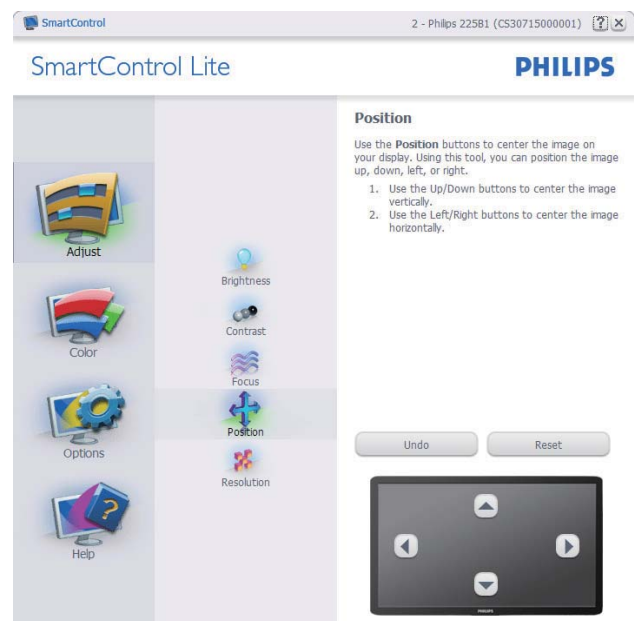 SmartControl
2 - Philips 225B1 (CS30715000001)
SmartControl Lite
PHILIPS
Adjust
Color
Options
Help
Brightness
Contrast
Focus
Position
Resolution
Position
Use the Position buttons to center the image on
your display. Using this tool, you can position the image
up, down, left, or right.
1. Use the Up/Down buttons to center the image
vertically.
2. Use the Left/Right buttons to center the image
horizontally.
Undo
Reset
PHILIPS